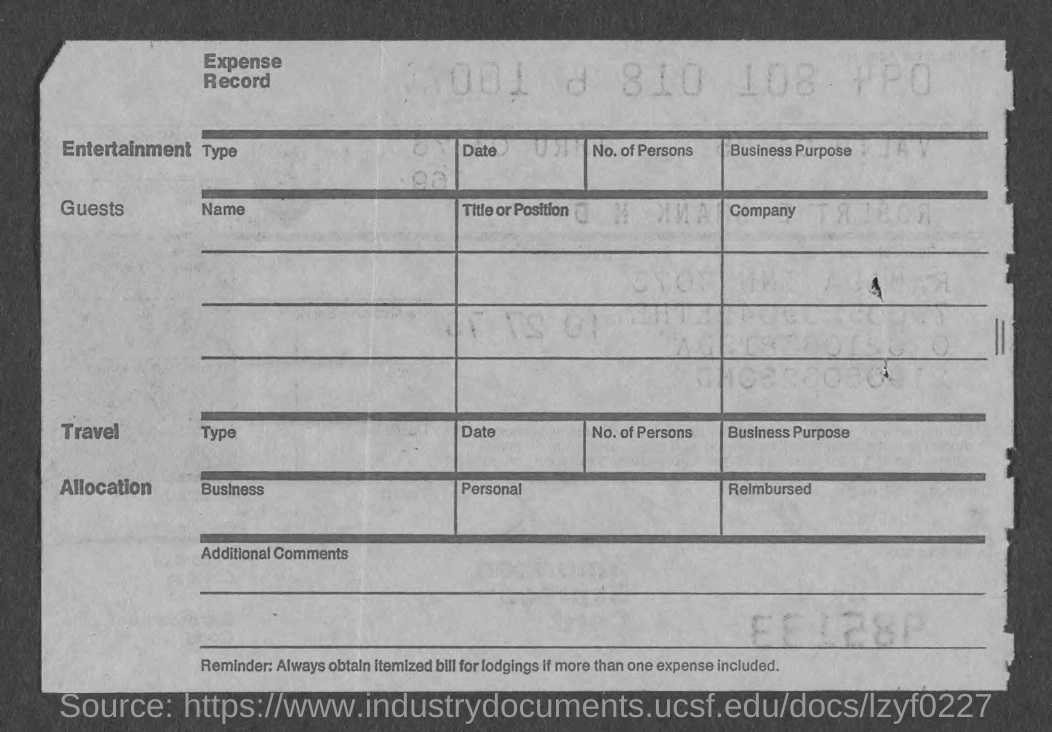 Expense
Record
Entertainment Type Date No. of Persons Business Purpose
Guests Name Title or Position Company
Travel Type Date No. of Persons Business Purpose
Allocation Business Personal Reimbursed
Additional Comments
Reminder: Always obtain itemized bill for lodgings if more than one expense included.
Source: https://www.industrydocuments.ucsf.edu/docs/lzyf0227